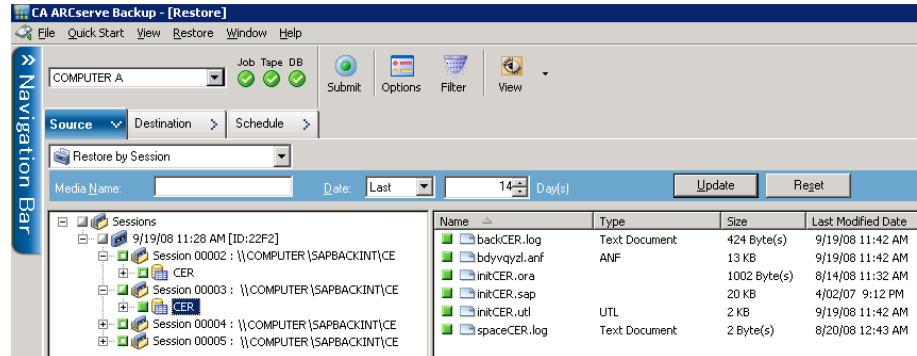 CA ARCserve Backup - [Restore]
File Quick Start View Restore Window Help
Job Tape DB
COMPUTER A
Submit Options Filter View
Source Destination Schedule
Navigation Bar
Restore by Session
Media Name: Date: Last 14 Day(s) Update Reset
Sessions
9/19/08 11:28 AM [ID:22F2]
Session 00002 : \\COMPUTER\SAPBACKINT\CE
CER
Session 00003 : \\COMPUTER\SAPBACKINT\CE
CER
Session 00004 : \\COMPUTER\SAPBACKINT\CE
Session 00005 : \\COMPUTER\SAPBACKINT\CE
Name Type Size Last Modified Date
backCER.log Text Document 424 Byte(s) 9/19/08 11:42 AM
bdyvqyzl.anf ANF 13 KB 9/19/08 11:42 AM
initCER.ora 1002 Byte(s) 8/14/08 11:32 AM
initCER.sap 20 KB 4/02/07 9:12 PM
initCER.utl UTL 2 KB 9/19/08 11:42 AM
spaceCER.log Text Document 2 Byte(s) 8/20/08 12:43 AM